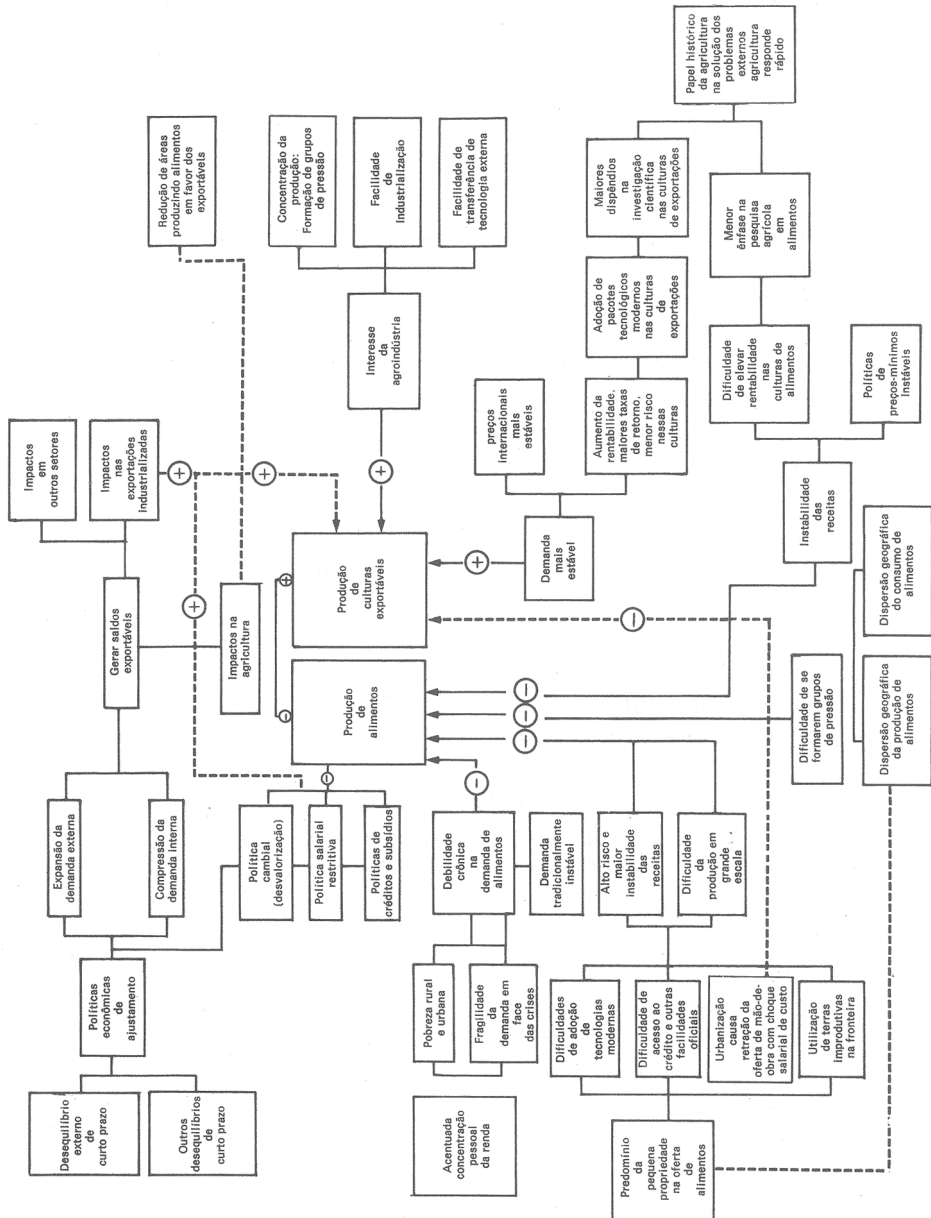 Desequilíbrio
externo
de
curto prazo
Outros
desequilíbrios
de
curto prazo
Políticas
econômicas
de
ajustamento
Expansão da
demanda externa
Compressão da
demanda interna
Gerar saldos
exportáveis
Impactos
em
outros setores
Impactos
nas
exportações
industrializadas
Impactos na
agricultura
Redução de áreas
produzindo alimentos
em favor dos
exportáveis
Política
cambial
(desvalorização)
Política salarial
restritiva
Políticas de
créditos e subsídios
+
+
+
Produção
de
alimentos
Produção
de
culturas
exportáveis
−
+
−
Concentração da
produção:
Formação de grupos
de pressão
Facilidade
de
Industrialização
Facilidade de
transferência de
tecnologia externa
Interesse
da
agroindústria
+
Acentuada
concentração
pessoal
da renda
Pobreza rural
e urbana
Fragilidade
da
demanda em
face
das crises
Debilidade
crônica
na
demanda de
alimentos
Demanda
tradicionalmente
instável
−
+
Demanda
mais
estável
preços
internacionais
mais
estáveis
Aumento da
rentabilidade,
maiores taxas
de retorno,
menor risco
nessas
culturas
Adoção de
pacotes
tecnológicos
modernos
nas culturas
de
exportações
Maiores
dispêndios
na
investigação
científica
nas culturas
de exportações
Papel histórico
da agricultura
na solução dos
problemas
externos
agricultura
responde
rápido
Predomínio
da
pequena
propriedade
na oferta
de
alimentos
Dificuldades
de adoção
de
tecnologias
modernas
Dificuldade de
acesso ao
crédito e outras
facilidades
oficiais
Urbanização
causa
retração da
oferta de mão-de-
obra com choque
salarial de custo
Utilização
de terras
improdutivas
na fronteira
Alto risco e
maior
instabilidade
das
receitas
Dificuldade
da
produção em
grande
escala
−
−
−
−
Dificuldade de se
formarem grupos
de pressão
Instabilidade
das
receitas
Dificuldade
de elevar
rentabilidade
nas
culturas de
alimentos
Menor
ênfase na
pesquisa
agrícola
em
alimentos
Políticas
de
preços-mínimos
instáveis
Dispersão geográfica
da produção de
alimentos
Dispersão geográfica
do consumo de
alimentos